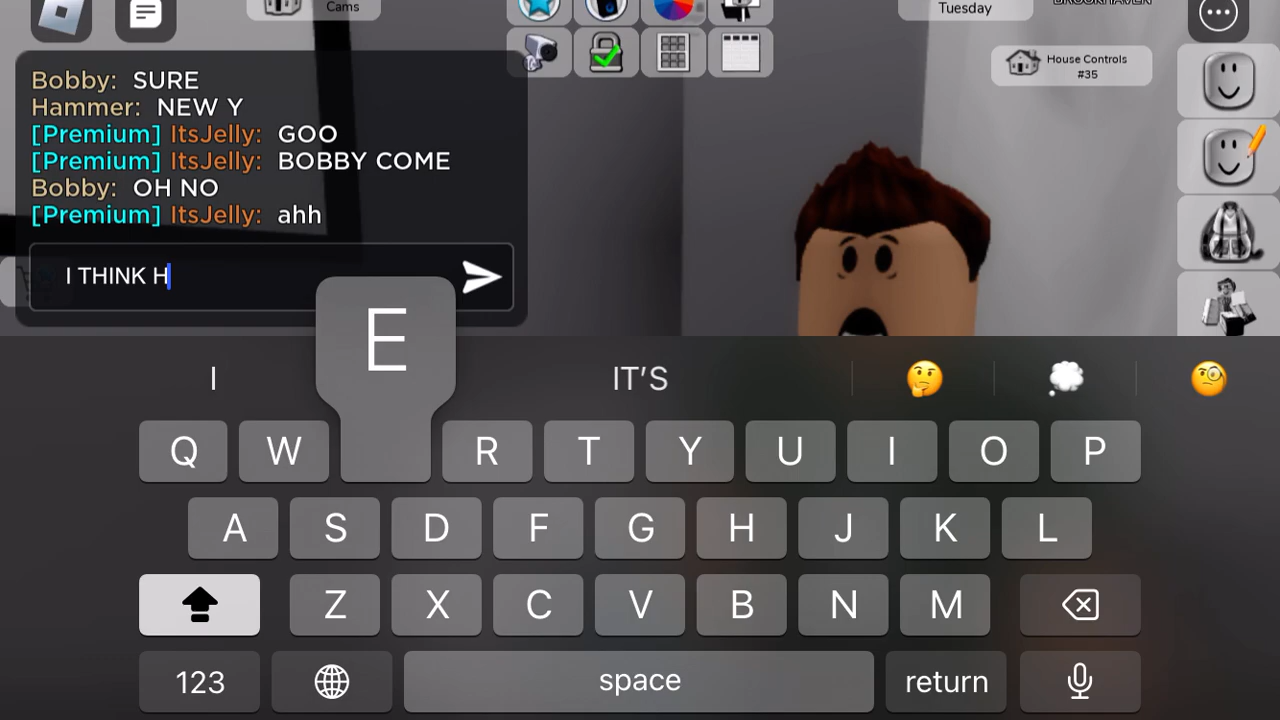 Cams
Tuesday
BROOKHAVEN
House Controls
#35
Bobby: SURE
Hammer: NEW Y
[Premium] ItsJelly: GOO
[Premium] ItsJelly: BOBBY COME
Bobby: OH NO
[Premium] ItsJelly: ahh
I THINK H
E
I IT'S
Q W R T Y U I O P
A S D F G H J K L
Z X C V B N M
123 space return